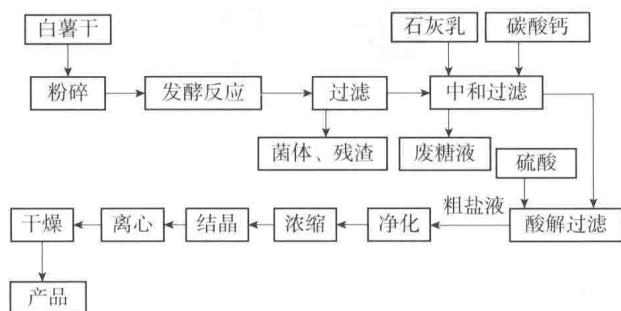 白薯干
石灰乳
碳酸钙
粉碎
发酵反应
过滤
中和过滤
菌体、残渣
废糖液
硫酸
干燥
离心
结晶
浓缩
净化
粗盐液
酸解过滤
产品